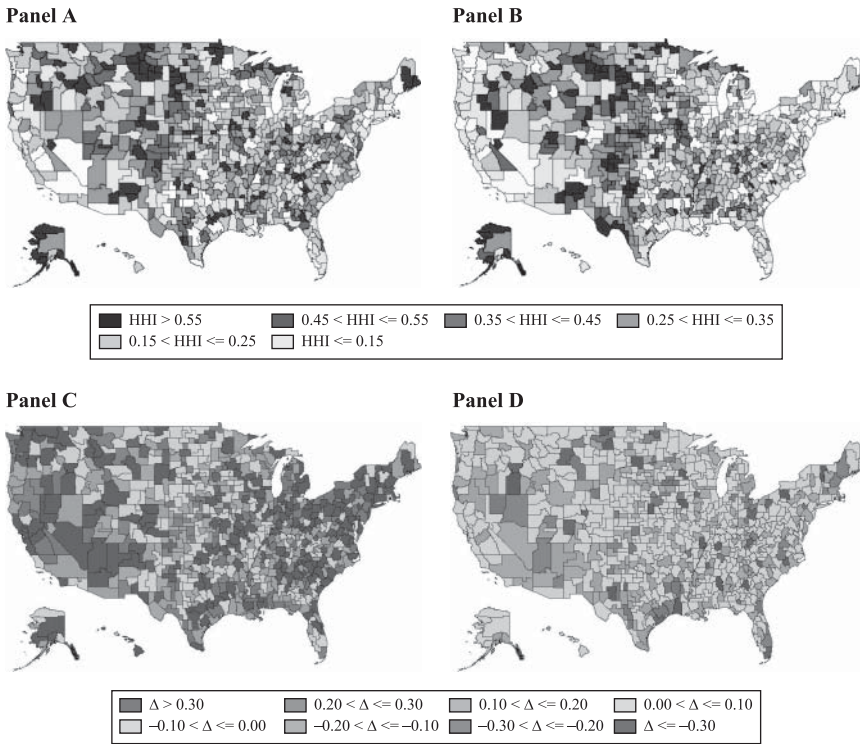 Panel A
Panel B
HHI > 0.55
0.45 < HHI <= 0.55
0.35 < HHI <= 0.45
0.25 < HHI <= 0.35
0.15 < HHI <= 0.25
HHI <= 0.15
Panel C
Panel D
Δ > 0.30
0.20 < Δ <= 0.30
0.10 < Δ <= 0.20
0.00 < Δ <= 0.10
–0.10 < Δ <= 0.00
–0.20 < Δ <= –0.10
–0.30 < Δ <= –0.20
Δ <= –0.30